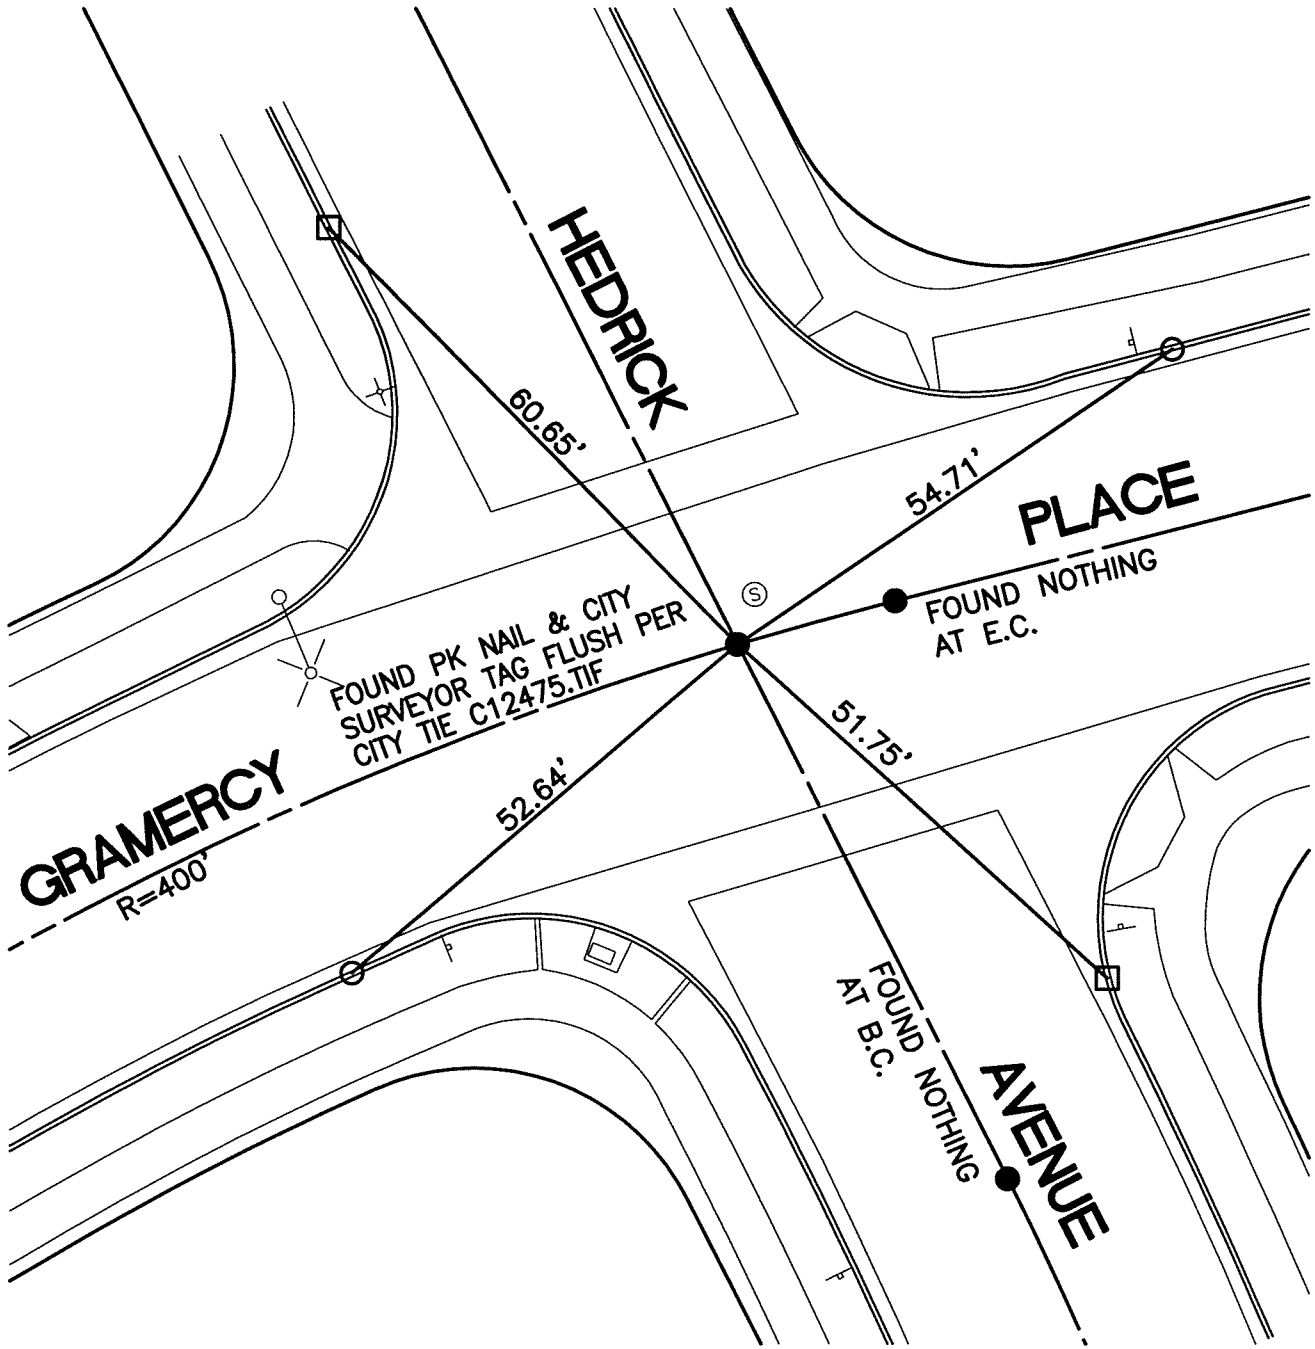 HEDRICK
60.65'
54.71'
PLACE
S
FOUND NOTHING
AT E.C.
FOUND PK NAIL & CITY
SURVEYOR TAG FLUSH PER
CITY TIE C12475.TIF
51.75'
52.64'
GRAMERCY
R=400'
FOUND NOTHING
AT B.C.
AVENUE